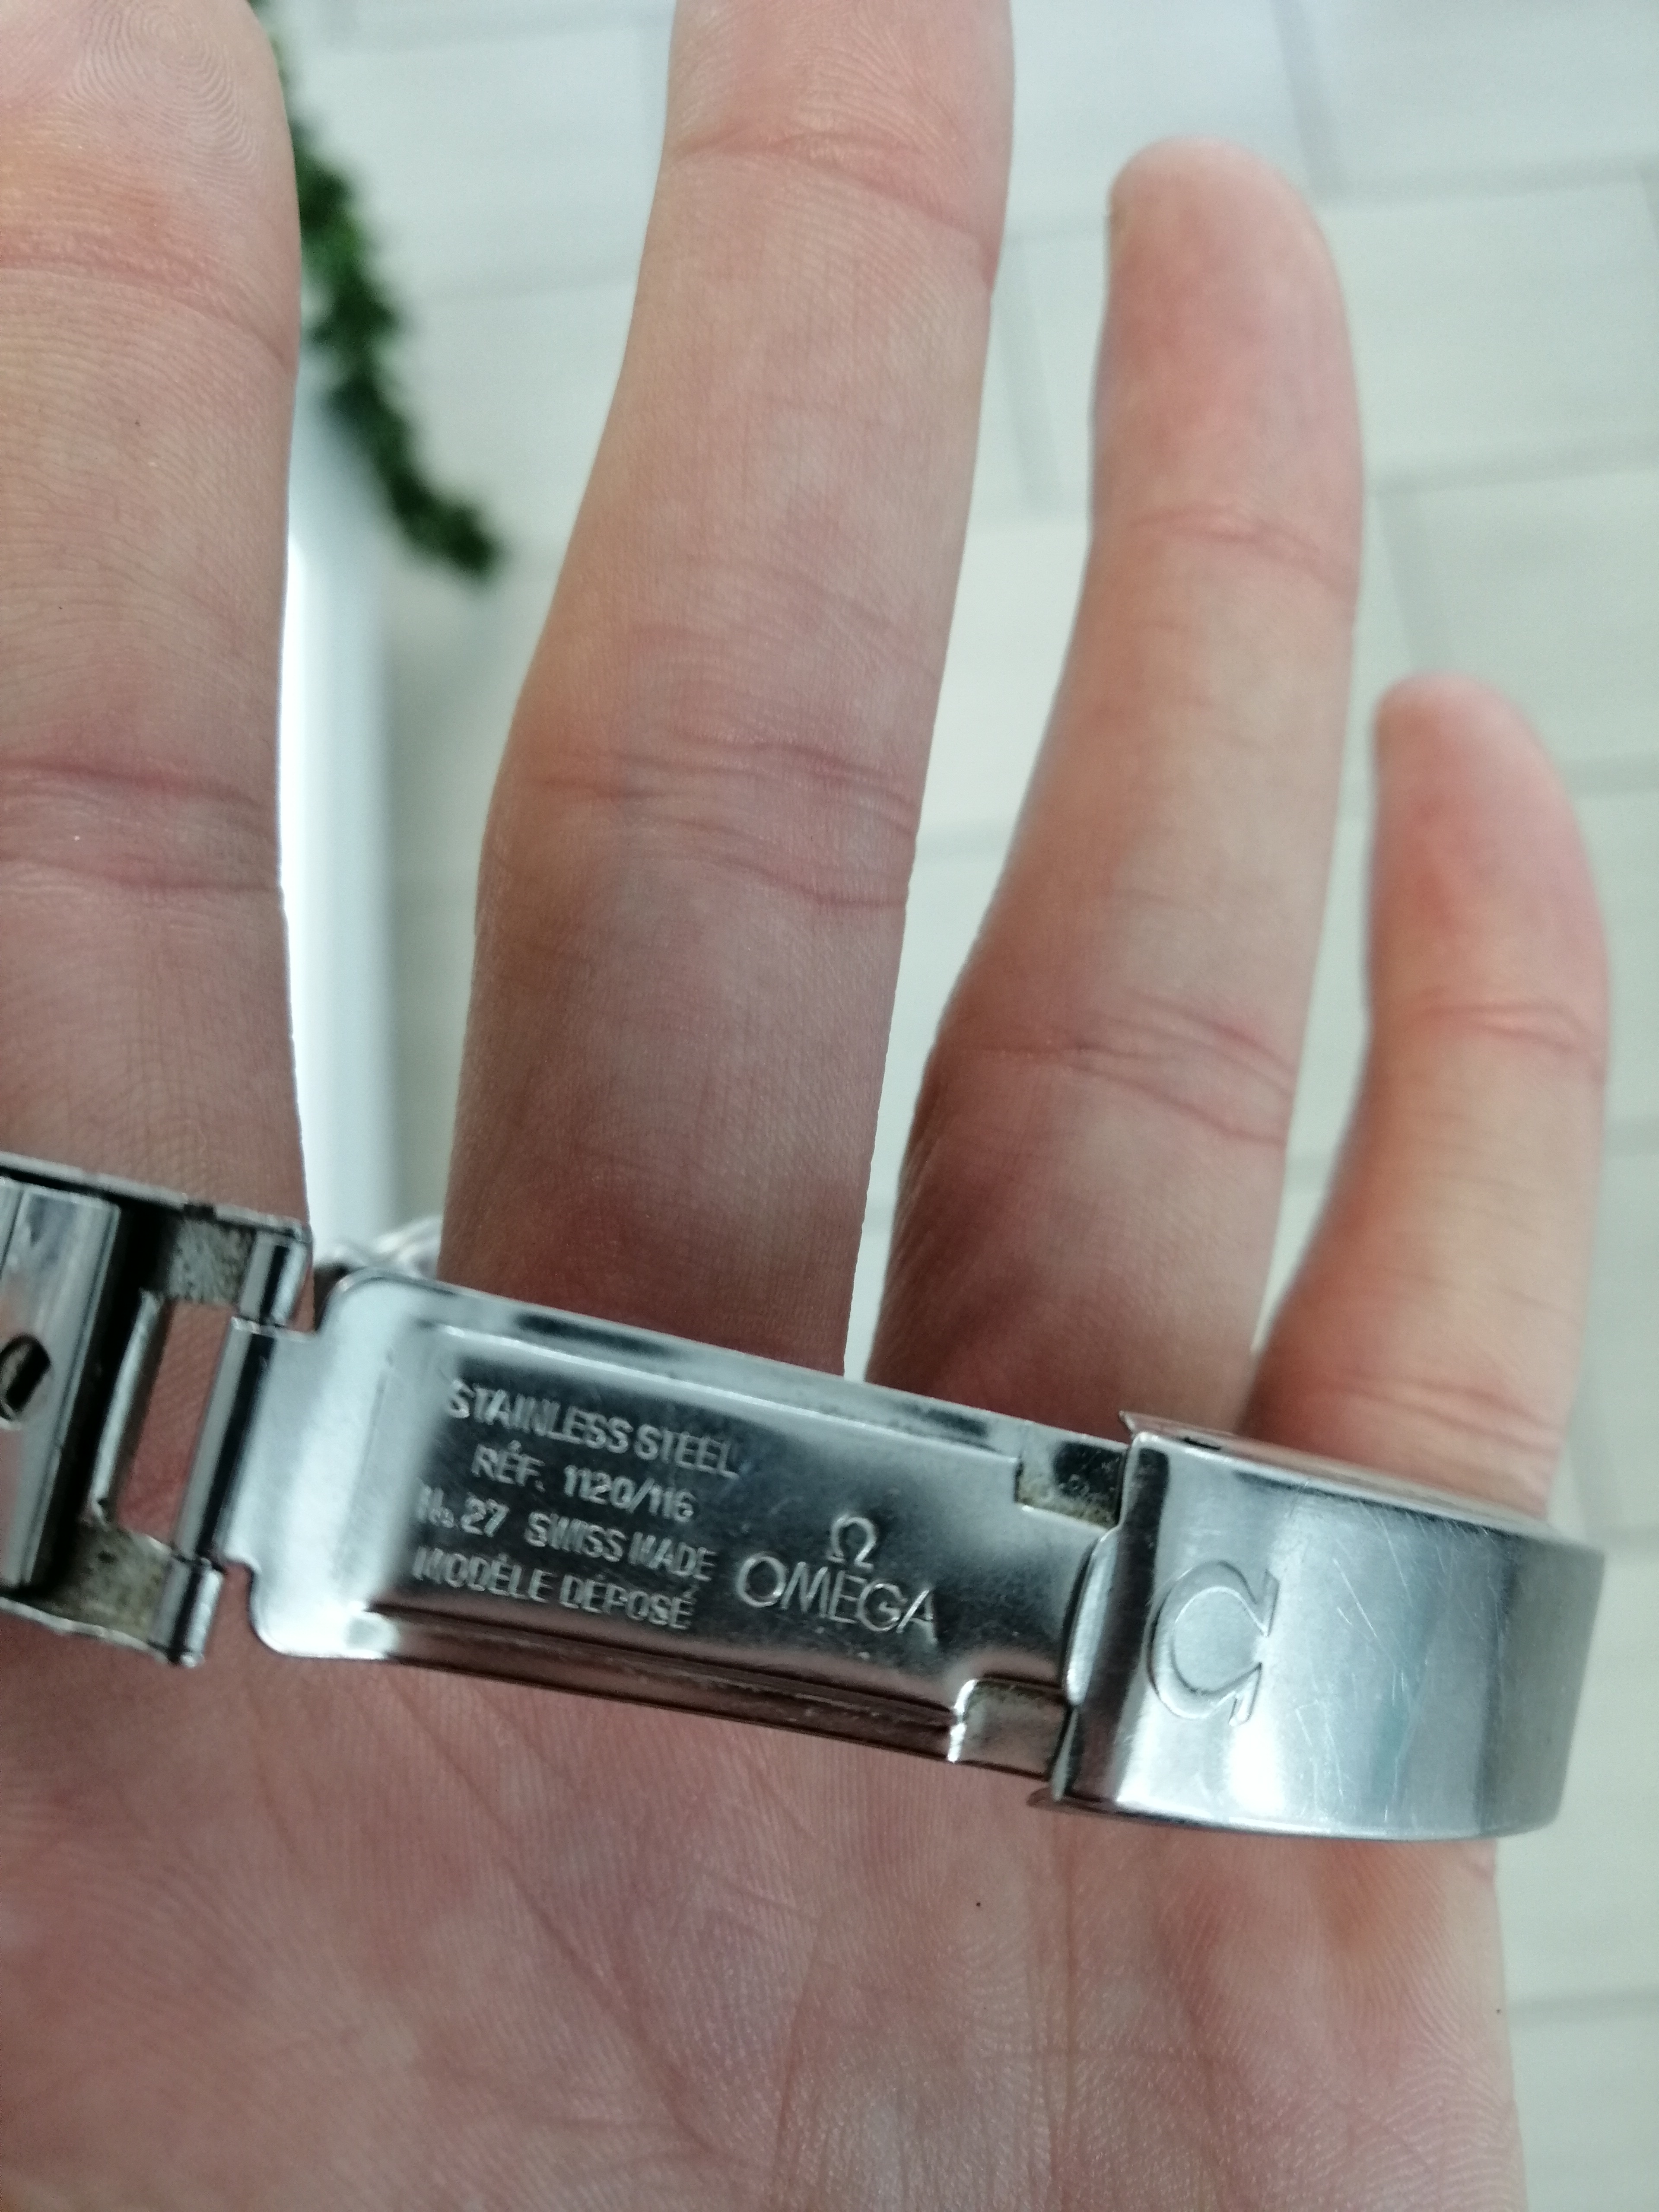 STAINLESS STEEL
RÉF. 1120/116
No. 27 SWISS MADE
MODÈLE DÉPOSÉ
Ω
OMEGA
Ω